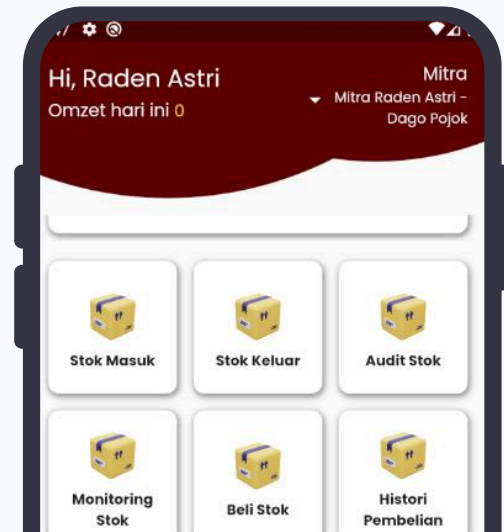 Hi, Raden Astri
Omzet hari ini 0
Mitra
Mitra Raden Astri -
Dago Pojok
Stok Masuk
Stok Keluar
Audit Stok
Monitoring
Stok
Beli Stok
Histori
Pembelian